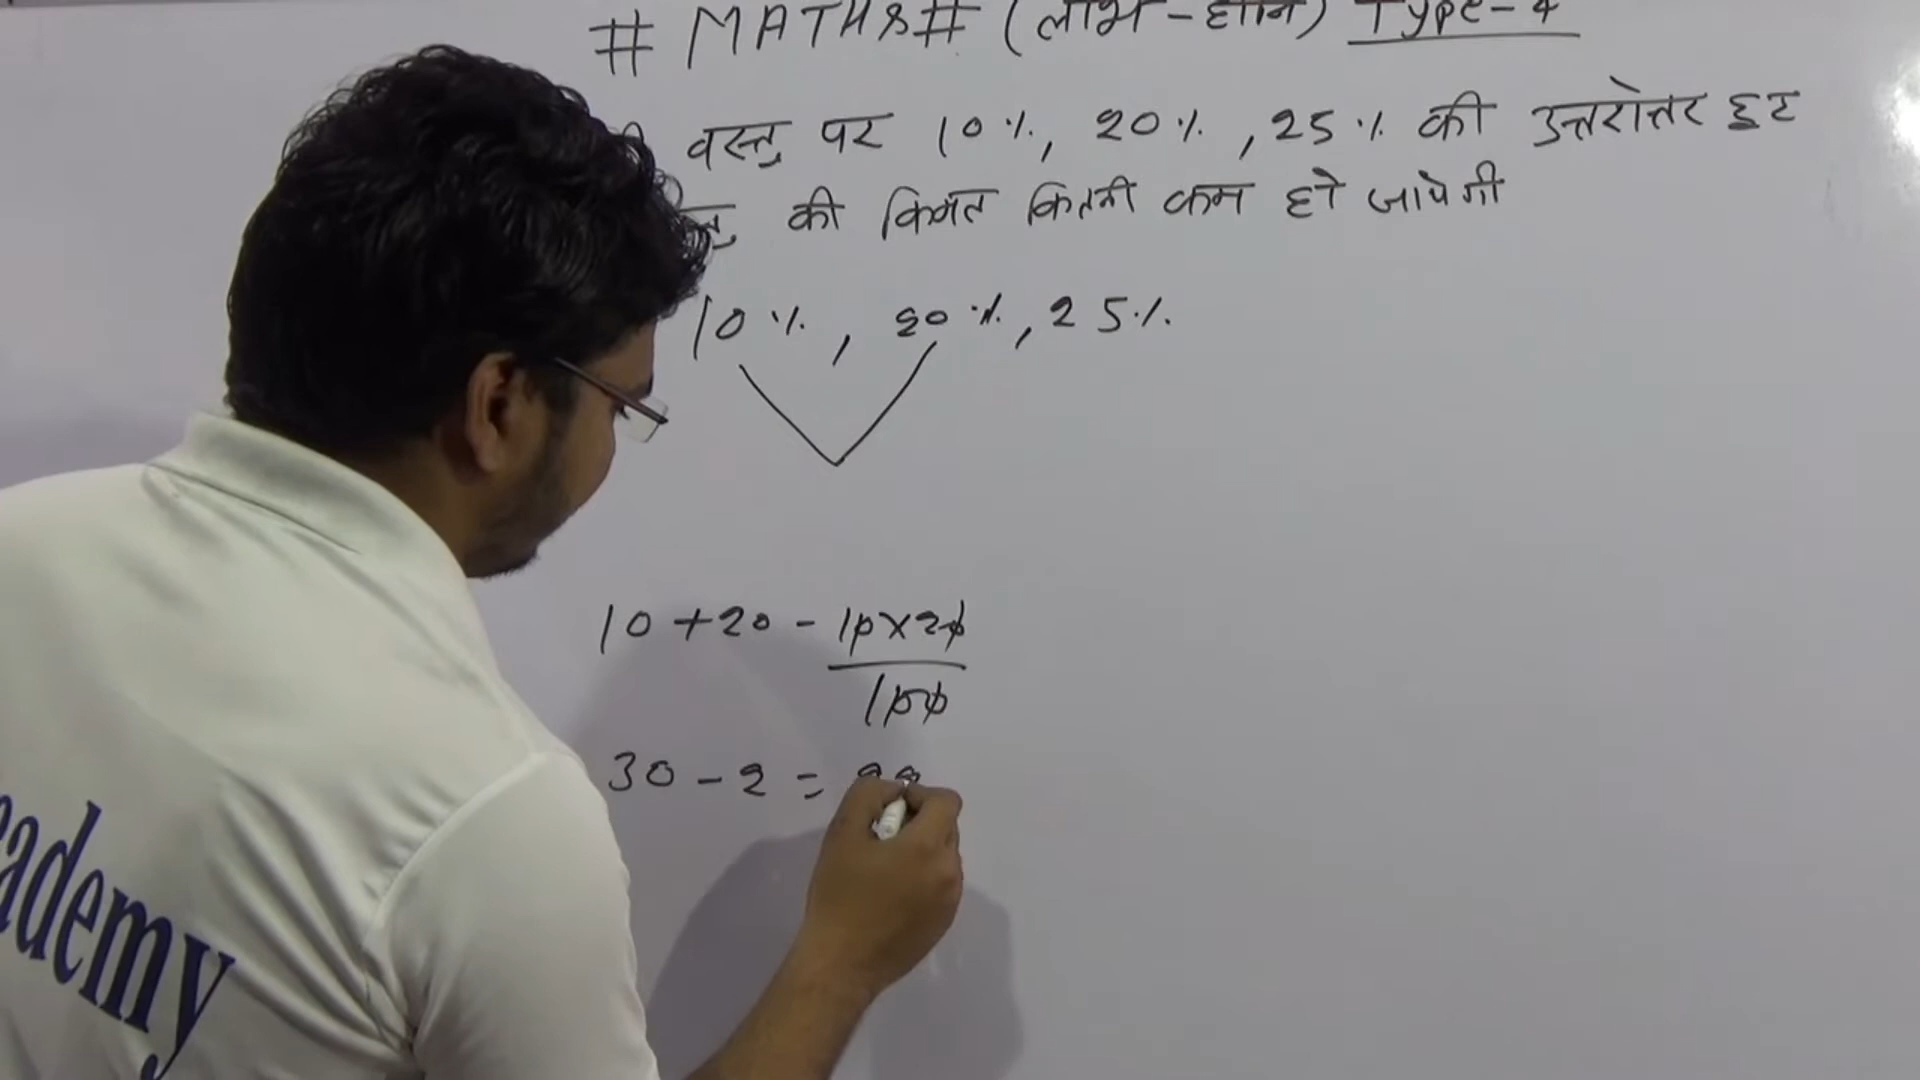 # MATHS # (लाभ - हानि) Type - 4
वस्तु पर 10%, 20%, 25% की उत्तरोत्तर छुट
की किमत कितनी कम हो जायेगी
10%, 20%, 25%
10 + 20 - 10 x 20
100
30 - 2 = 28
ademy